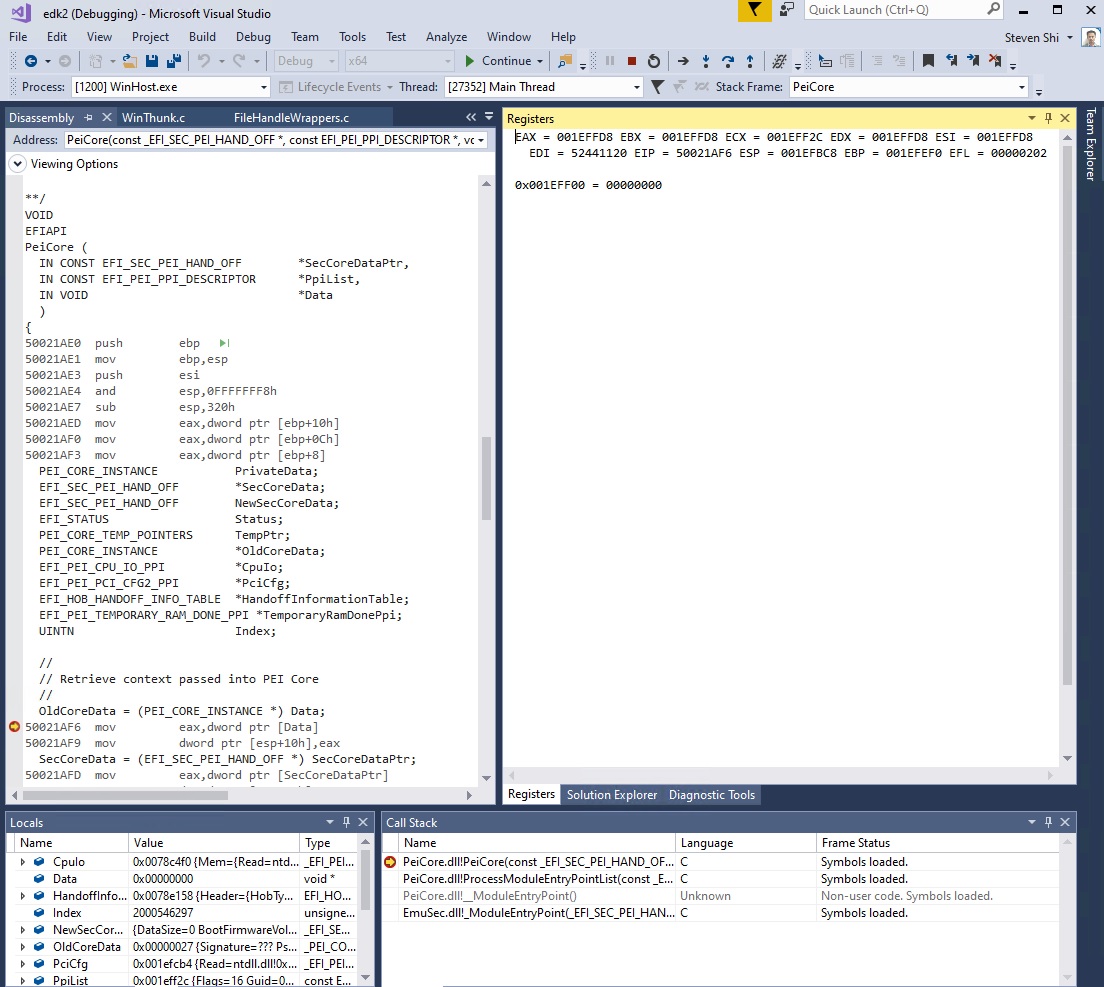 edk2 (Debugging) - Microsoft Visual Studio
Quick Launch (Ctrl+Q)
File Edit View Project Build Debug Team Tools Test Analyze Window Help
Steven Shi
Debug x64 Continue
Process: [1200] WinHost.exe Lifecycle Events Thread: [27352] Main Thread Stack Frame: PeiCore
Team Explorer
Disassembly WinThunk.c FileHandleWrappers.c
Address: PeiCore(const _EFI_SEC_PEI_HAND_OFF *, const EFI_PEI_PPI_DESCRIPTOR *, vc
Viewing Options
**/
VOID
EFIAPI
PeiCore (
IN CONST EFI_SEC_PEI_HAND_OFF *SecCoreDataPtr,
IN CONST EFI_PEI_PPI_DESCRIPTOR *PpiList,
IN VOID *Data
)
{
50021AE0 push ebp
50021AE1 mov ebp,esp
50021AE3 push esi
50021AE4 and esp,0FFFFFFF8h
50021AE7 sub esp,320h
50021AED mov eax,dword ptr [ebp+10h]
50021AF0 mov eax,dword ptr [ebp+0Ch]
50021AF3 mov eax,dword ptr [ebp+8]
PEI_CORE_INSTANCE PrivateData;
EFI_SEC_PEI_HAND_OFF *SecCoreData;
EFI_SEC_PEI_HAND_OFF NewSecCoreData;
EFI_STATUS Status;
PEI_CORE_TEMP_POINTERS TempPtr;
PEI_CORE_INSTANCE *OldCoreData;
EFI_PEI_CPU_IO_PPI *CpuIo;
EFI_PEI_PCI_CFG2_PPI *PciCfg;
EFI_HOB_HANDOFF_INFO_TABLE *HandoffInformationTable;
EFI_PEI_TEMPORARY_RAM_DONE_PPI *TemporaryRamDonePpi;
UINTN Index;
//
// Retrieve context passed into PEI Core
//
OldCoreData = (PEI_CORE_INSTANCE *) Data;
50021AF6 mov eax,dword ptr [Data]
50021AF9 mov dword ptr [esp+10h],eax
SecCoreData = (EFI_SEC_PEI_HAND_OFF *) SecCoreDataPtr;
50021AFD mov eax,dword ptr [SecCoreDataPtr]
Registers
EAX = 001EFFD8 EBX = 001EFFD8 ECX = 001EFF2C EDX = 001EFFD8 ESI = 001EFFD8
EDI = 52441120 EIP = 50021AF6 ESP = 001EFBC8 EBP = 001EFEF0 EFL = 00000202
0x001EFF00 = 00000000
Registers Solution Explorer Diagnostic Tools
Locals
Name Value Type
CpuIo 0x0078c4f0 {Mem={Read=ntd... _EFI_PEI...
Data 0x00000000 void *
HandoffInfo... 0x0078e158 {Header={HobTy... EFI_HO...
Index 2000546297 unsigne...
NewSecCor... {DataSize=0 BootFirmwareVol... _EFI_SE...
OldCoreData 0x00000027 {Signature=??? Ps... _PEI_CO...
PciCfg 0x001efcb4 {Read=ntdll.dll!0x... _EFI_PEI...
PpiList 0x001eff2c {Flags=16 Guid=0... const E...
Call Stack
Name Language Frame Status
PeiCore.dll!PeiCore(const _EFI_SEC_PEI_HAND_OF... C Symbols loaded.
PeiCore.dll!ProcessModuleEntryPointList(const _E... C Symbols loaded.
PeiCore.dll!__ModuleEntryPoint() Unknown Non-user code. Symbols loaded.
EmuSec.dll!_ModuleEntryPoint(_EFI_SEC_PEI_HAN... C Symbols loaded.